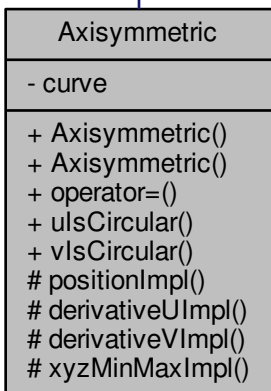 Axisymmetric
- curve
+ Axisymmetric()
+ Axisymmetric()
+ operator=()
+ uIsCircular()
+ vIsCircular()
# positionImpl()
# derivativeUImpl()
# derivativeVImpl()
# xyzMinMaxImpl()